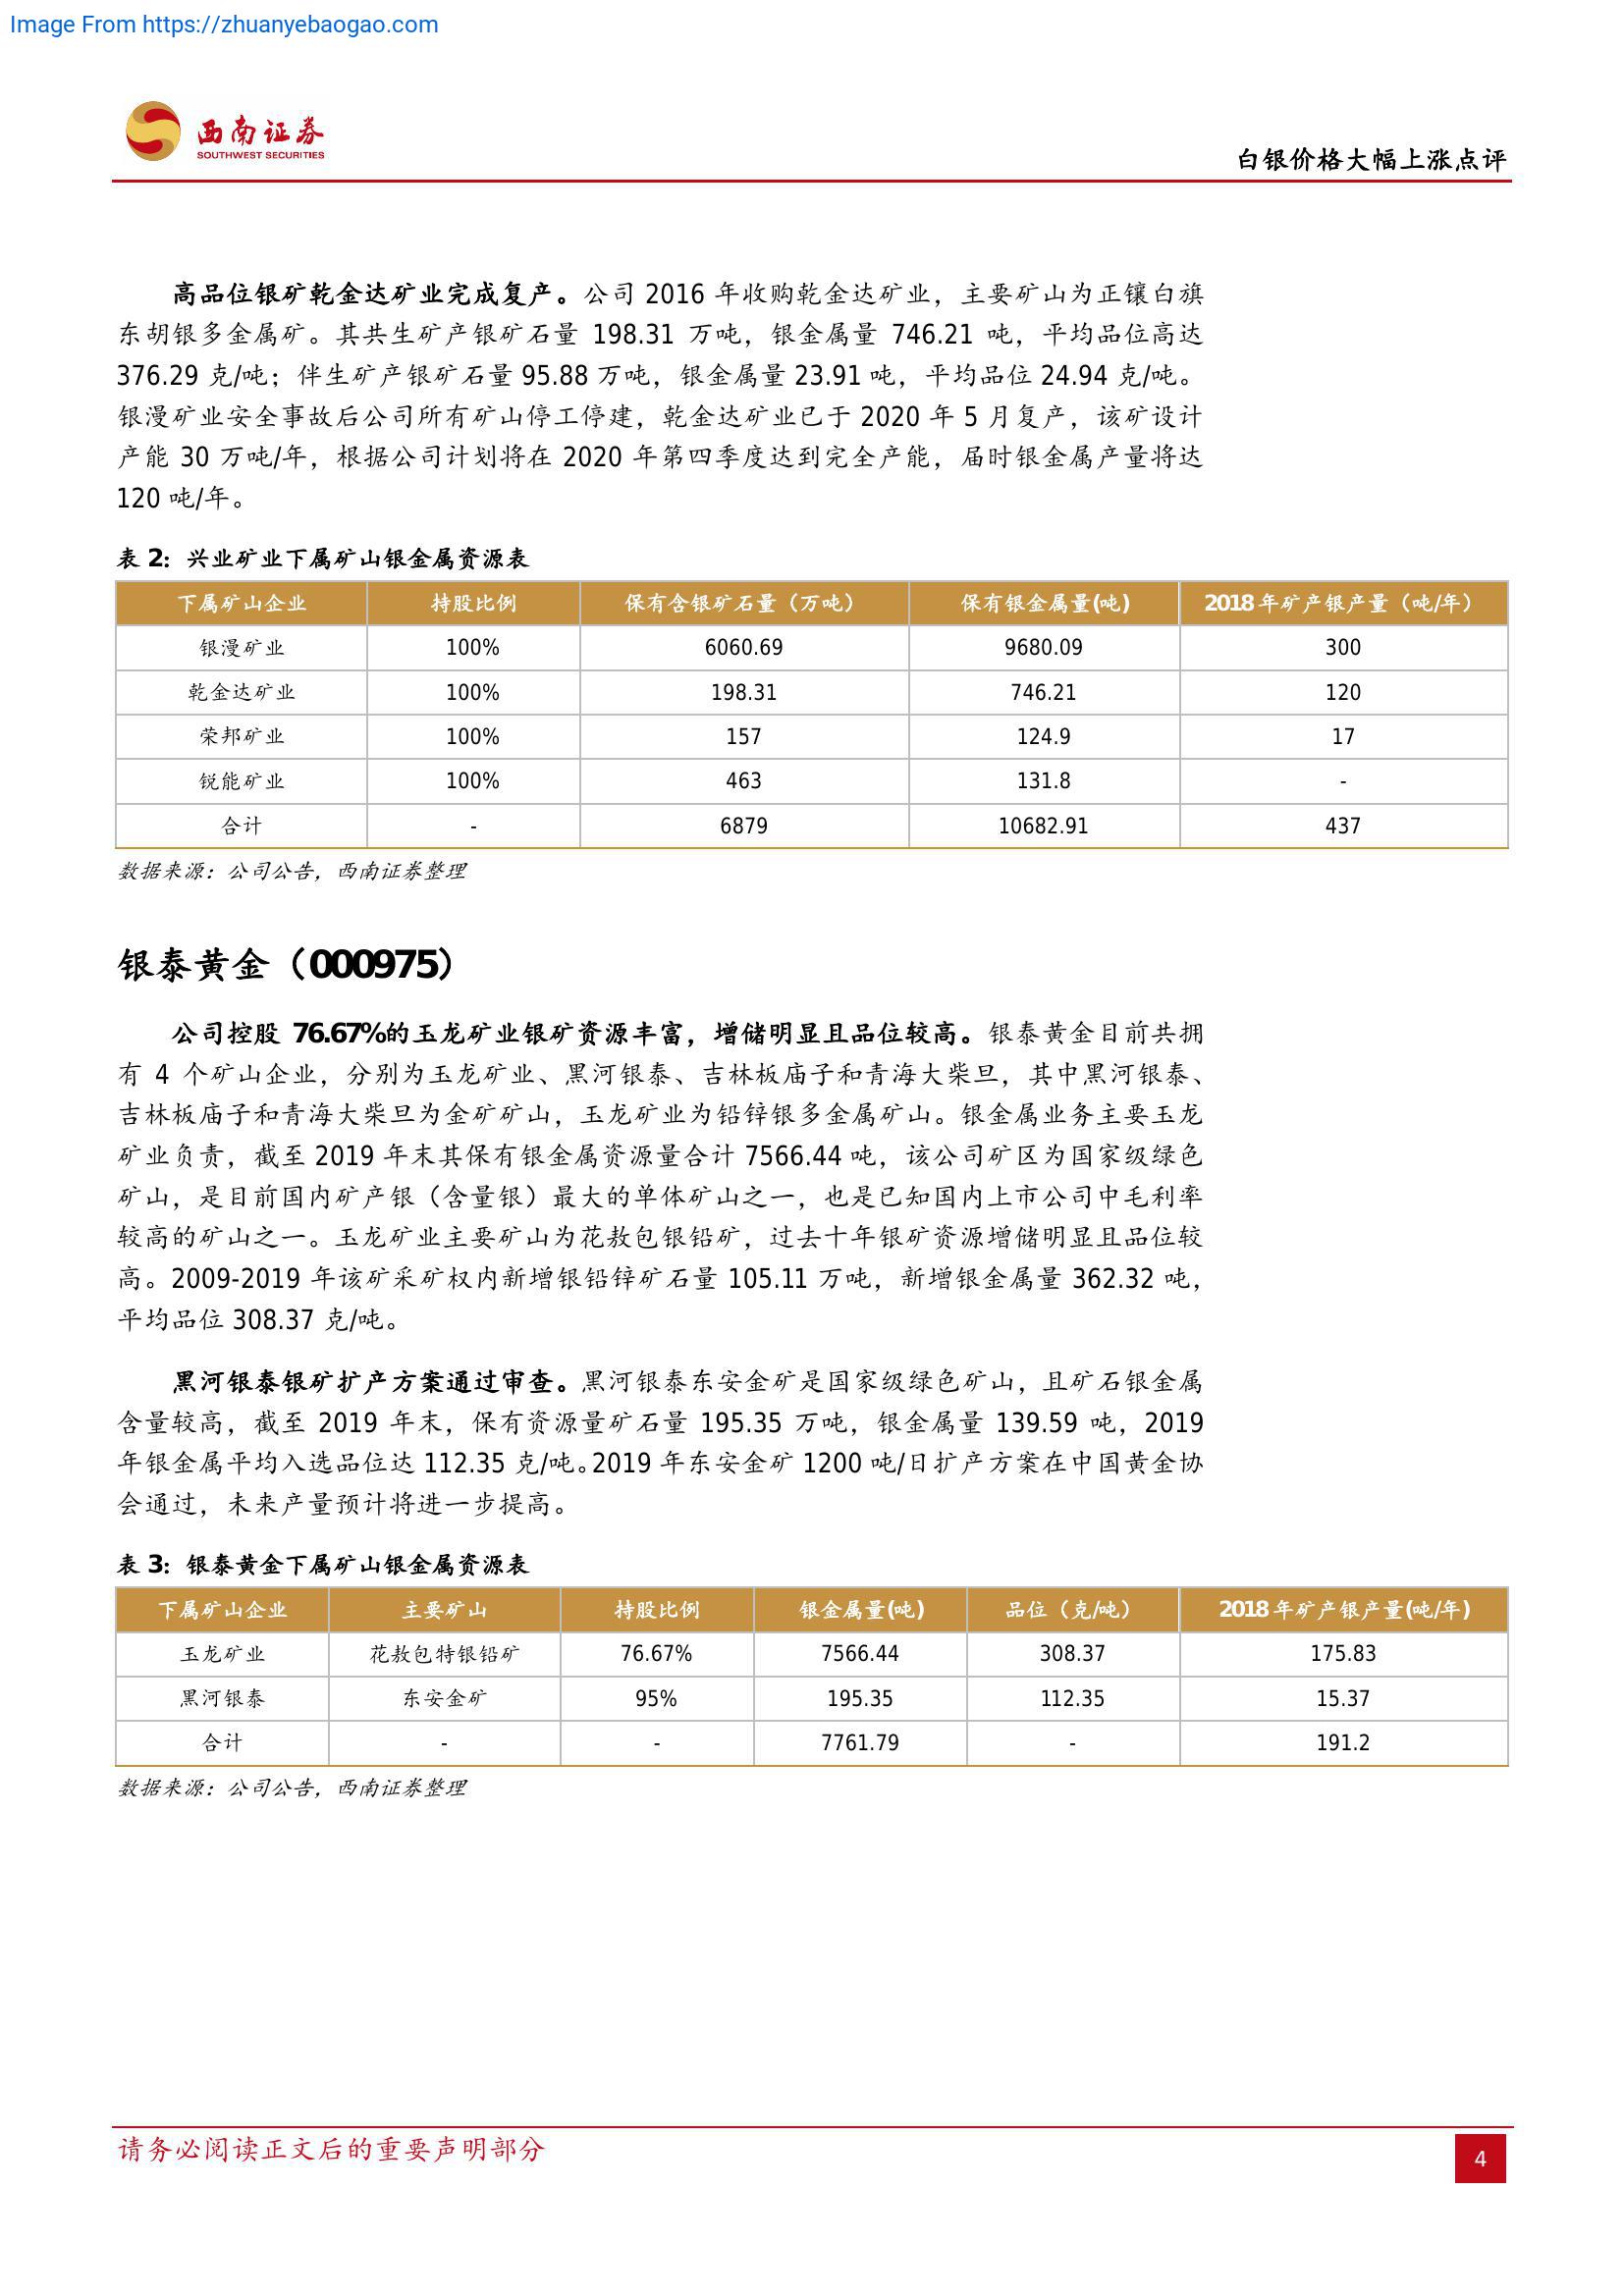 Image From https://zhuanyebaogao.com
西南证券
SOUTHWEST SECURITIES
白银价格大幅上涨点评
高品位银矿乾金达矿业完成复产。公司 2016 年收购乾金达矿业，主要矿山为正镶白旗
东胡银多金属矿。其共生矿产银矿石量 198.31 万吨，银金属量 746.21 吨，平均品位高达
376.29 克/吨；伴生矿产银矿石量 95.88 万吨，银金属量 23.91 吨，平均品位 24.94 克/吨。
银漫矿业安全事故后公司所有矿山停工停建，乾金达矿业已于 2020 年 5 月复产，该矿设计
产能 30 万吨/年，根据公司计划将在 2020 年第四季度达到完全产能，届时银金属产量将达
120 吨/年。
表 2：兴业矿业下属矿山银金属资源表
下属矿山企业 持股比例 保有含银矿石量（万吨） 保有银金属量(吨) 2018 年矿产银产量（吨/年）
银漫矿业 100% 6060.69 9680.09 300
乾金达矿业 100% 198.31 746.21 120
荣邦矿业 100% 157 124.9 17
锐能矿业 100% 463 131.8 -
合计 - 6879 10682.91 437
数据来源：公司公告，西南证券整理
银泰黄金（000975）
公司控股 76.67%的玉龙矿业银矿资源丰富，增储明显且品位较高。银泰黄金目前共拥
有 4 个矿山企业，分别为玉龙矿业、黑河银泰、吉林板庙子和青海大柴旦，其中黑河银泰、
吉林板庙子和青海大柴旦为金矿矿山，玉龙矿业为铅锌银多金属矿山。银金属业务主要玉龙
矿业负责，截至 2019 年末其保有银金属资源量合计 7566.44 吨，该公司矿区为国家级绿色
矿山，是目前国内矿产银（含量银）最大的单体矿山之一，也是已知国内上市公司中毛利率
较高的矿山之一。玉龙矿业主要矿山为花敖包银铅矿，过去十年银矿资源增储明显且品位较
高。2009-2019 年该矿采矿权内新增银铅锌矿石量 105.11 万吨，新增银金属量 362.32 吨，
平均品位 308.37 克/吨。
黑河银泰银矿扩产方案通过审查。黑河银泰东安金矿是国家级绿色矿山，且矿石银金属
含量较高，截至 2019 年末，保有资源量矿石量 195.35 万吨，银金属量 139.59 吨，2019
年银金属平均入选品位达 112.35 克/吨。2019 年东安金矿 1200 吨/日扩产方案在中国黄金协
会通过，未来产量预计将进一步提高。
表 3：银泰黄金下属矿山银金属资源表
下属矿山企业 主要矿山 持股比例 银金属量(吨) 品位（克/吨） 2018 年矿产银产量(吨/年)
玉龙矿业 花敖包特银铅矿 76.67% 7566.44 308.37 175.83
黑河银泰 东安金矿 95% 195.35 112.35 15.37
合计 - - 7761.79 - 191.2
数据来源：公司公告，西南证券整理
请务必阅读正文后的重要声明部分
4